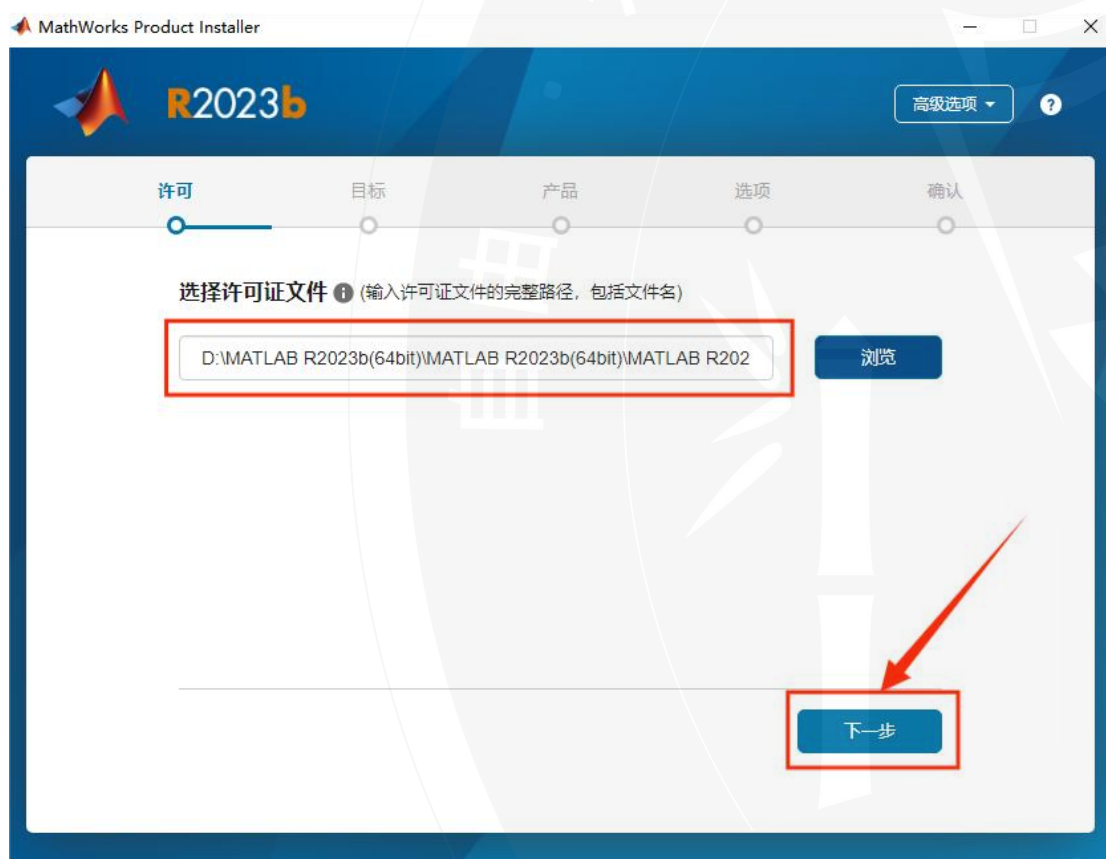 MathWorks Product Installer
R2023b
高级选项
许可
目标
产品
选项
确认
选择许可证文件 (输入许可证文件的完整路径，包括文件名)
D:\MATLAB R2023b(64bit)\MATLAB R2023b(64bit)\MATLAB R202
浏览
下一步